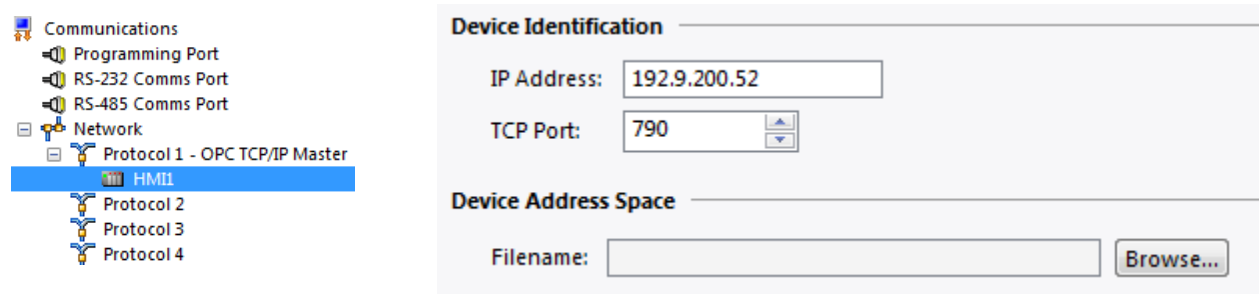 Communications
Programming Port
RS-232 Comms Port
RS-485 Comms Port
Network
Protocol 1 - OPC TCP/IP Master
HMI1
Protocol 2
Protocol 3
Protocol 4
Device Identification
IP Address: 192.9.200.52
TCP Port: 790
Device Address Space
Filename: Browse...